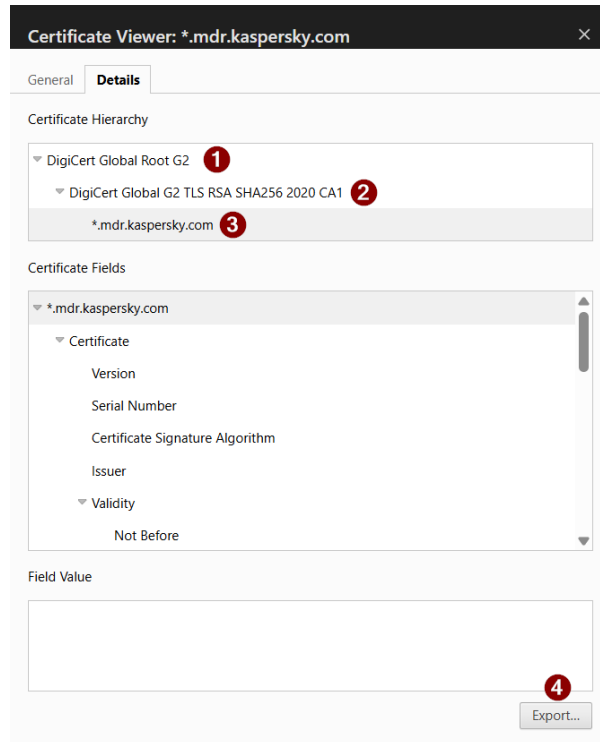 Certificate Viewer: *.mdr.kaspersky.com
General Details
Certificate Hierarchy
DigiCert Global Root G2 1
DigiCert Global G2 TLS RSA SHA256 2020 CA1 2
*.mdr.kaspersky.com 3
Certificate Fields
*.mdr.kaspersky.com
Certificate
Version
Serial Number
Certificate Signature Algorithm
Issuer
Validity
Not Before
Field Value
4
Export...